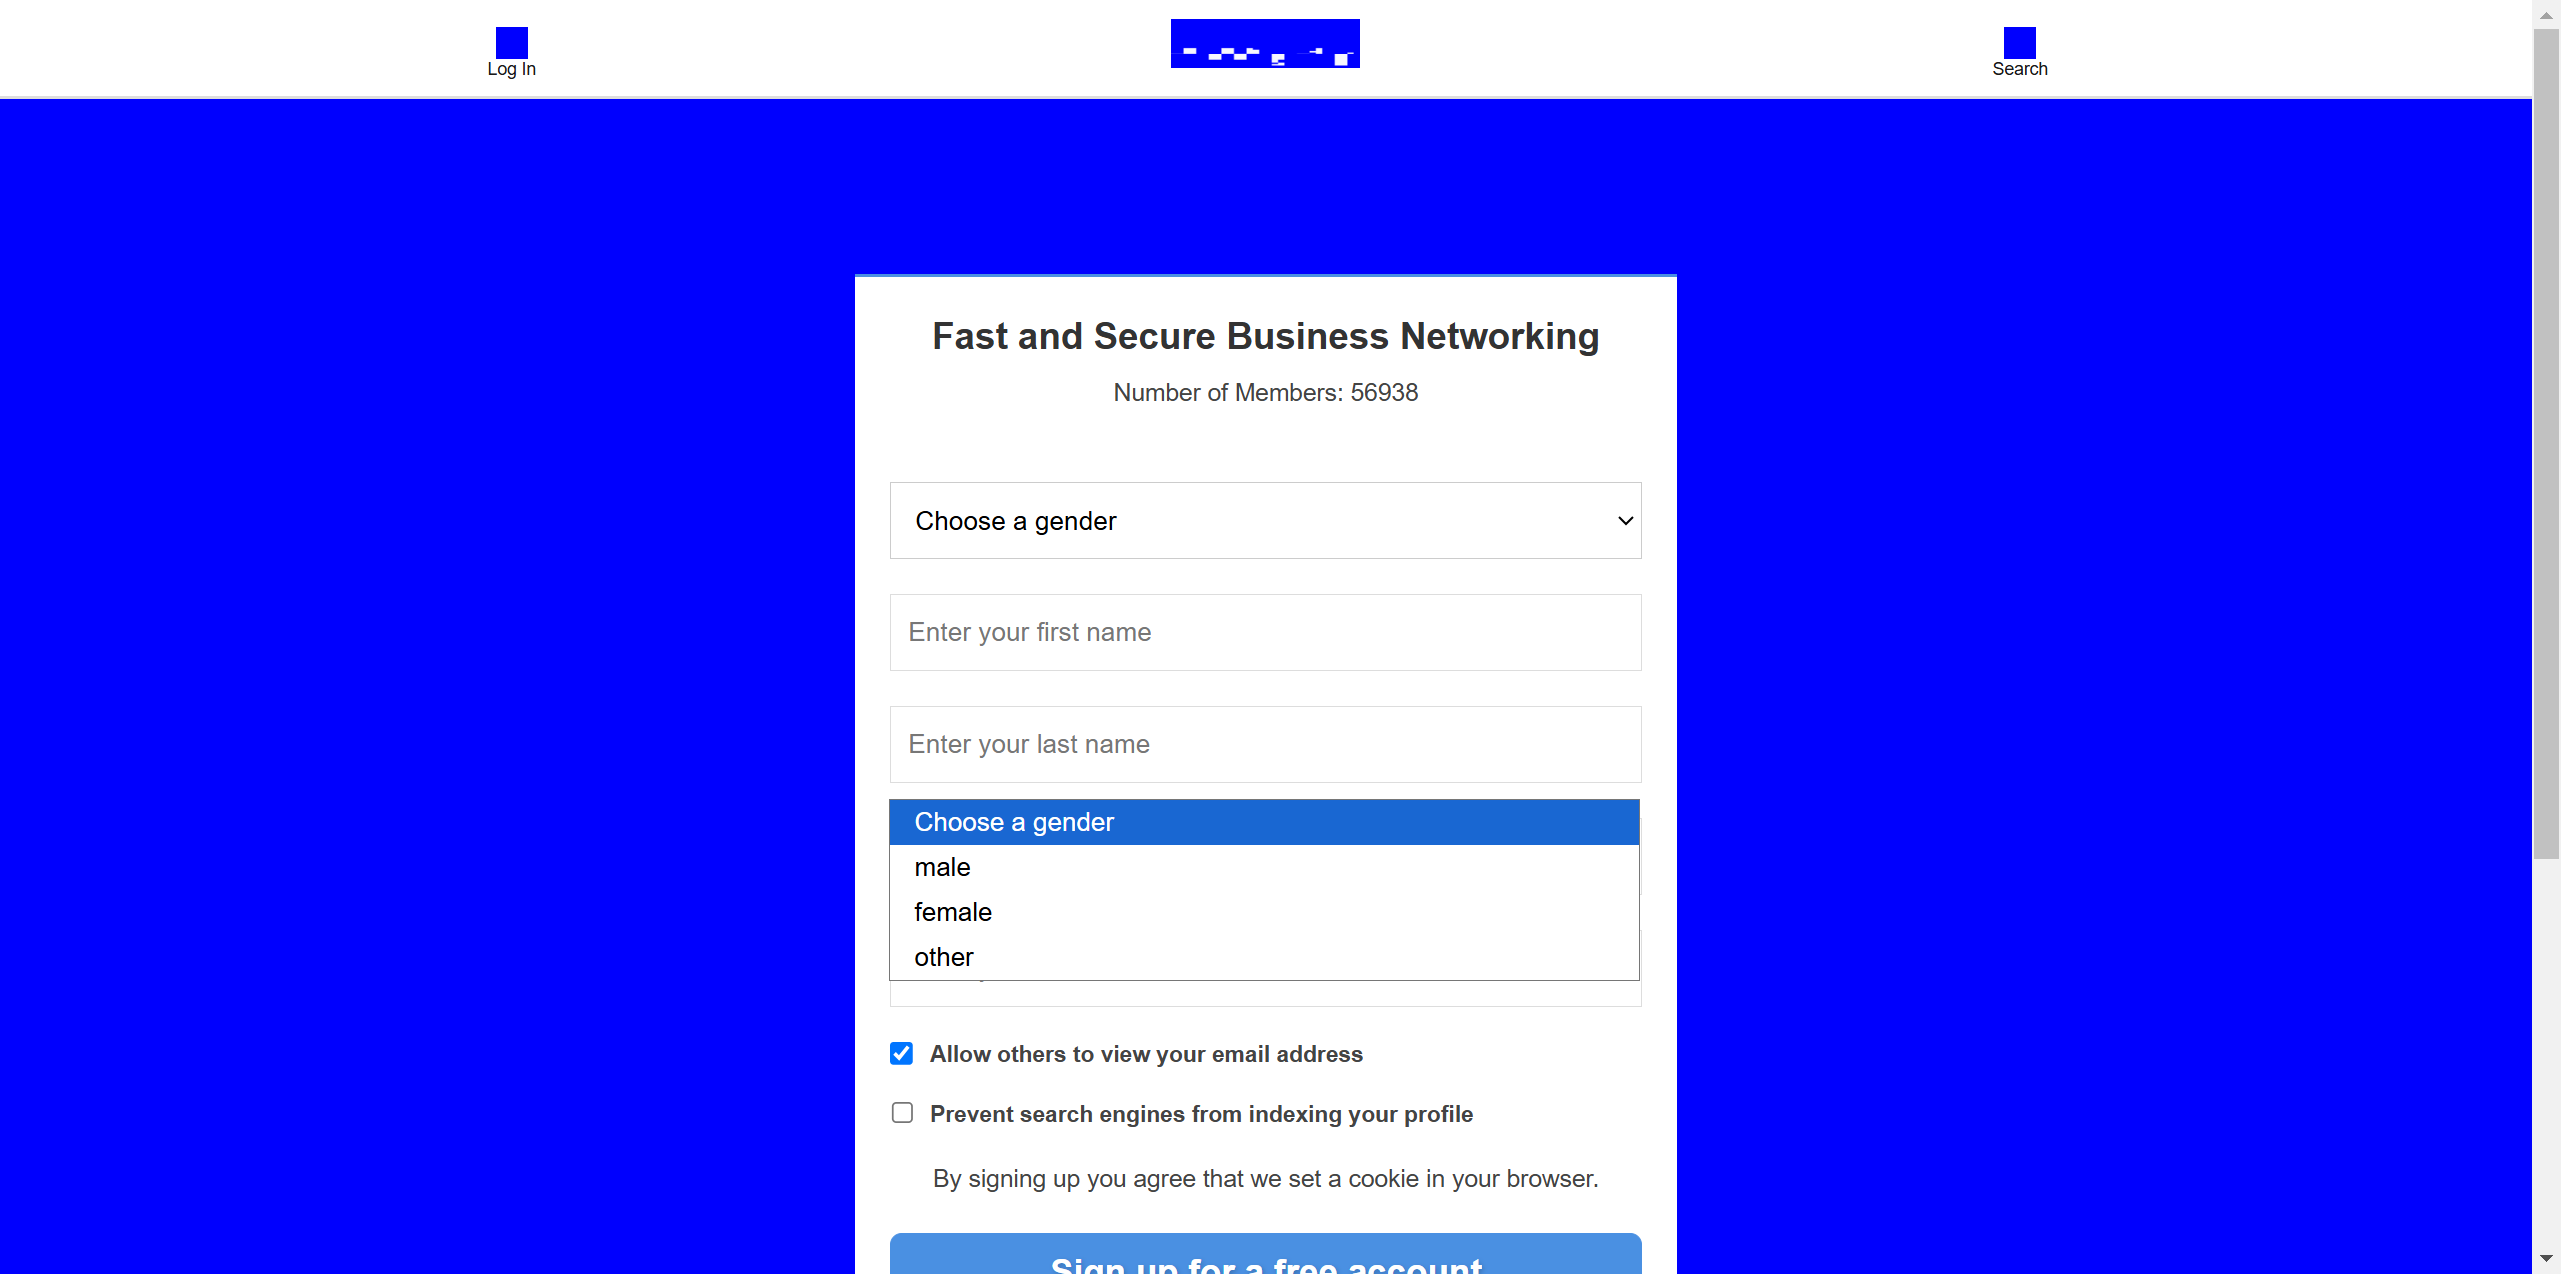 Log In
Search
Fast and Secure Business Networking
Number of Members: 56938
Choose a gender
Enter your first name
Enter your last name
Choose a gender
male
female
other
Allow others to view your email address
Prevent search engines from indexing your profile
By signing up you agree that we set a cookie in your browser.
Sign up for a free account